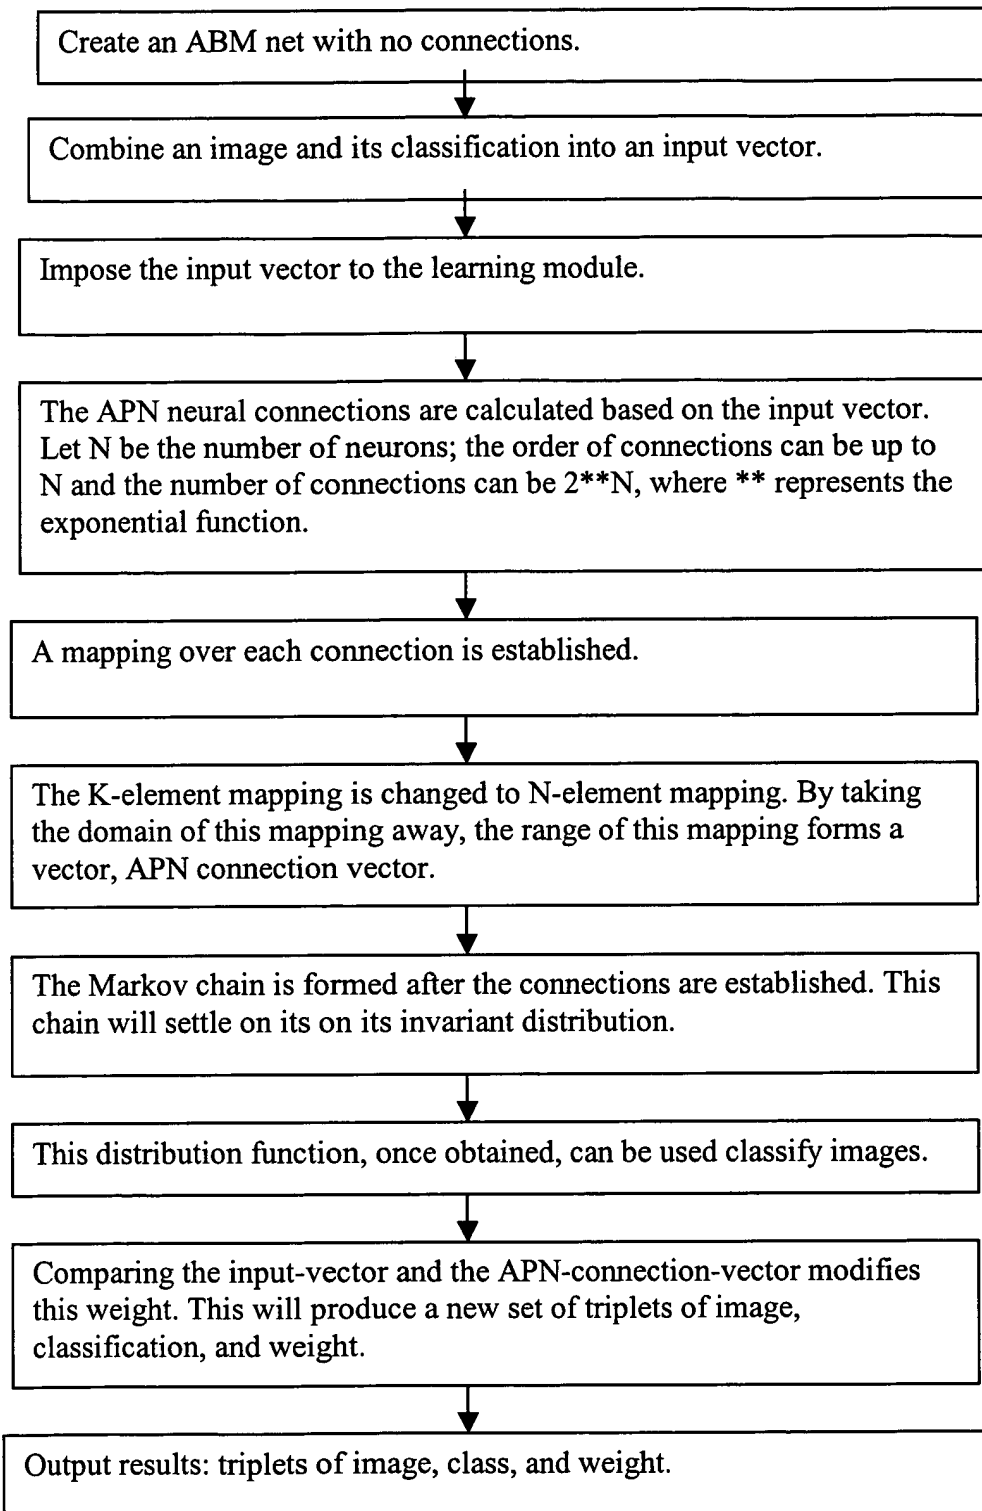 Create an ABM net with no connections.
Combine an image and its classification into an input vector.
Impose the input vector to the learning module.
The APN neural connections are calculated based on the input vector.
Let N be the number of neurons; the order of connections can be up to
N and the number of connections can be 2**N, where ** represents the
exponential function.
A mapping over each connection is established.
The K-element mapping is changed to N-element mapping. By taking
the domain of this mapping away, the range of this mapping forms a
vector, APN connection vector.
The Markov chain is formed after the connections are established. This
chain will settle on its on its invariant distribution.
This distribution function, once obtained, can be used classify images.
Comparing the input-vector and the APN-connection-vector modifies
this weight. This will produce a new set of triplets of image,
classification, and weight.
Output results: triplets of image, class, and weight.